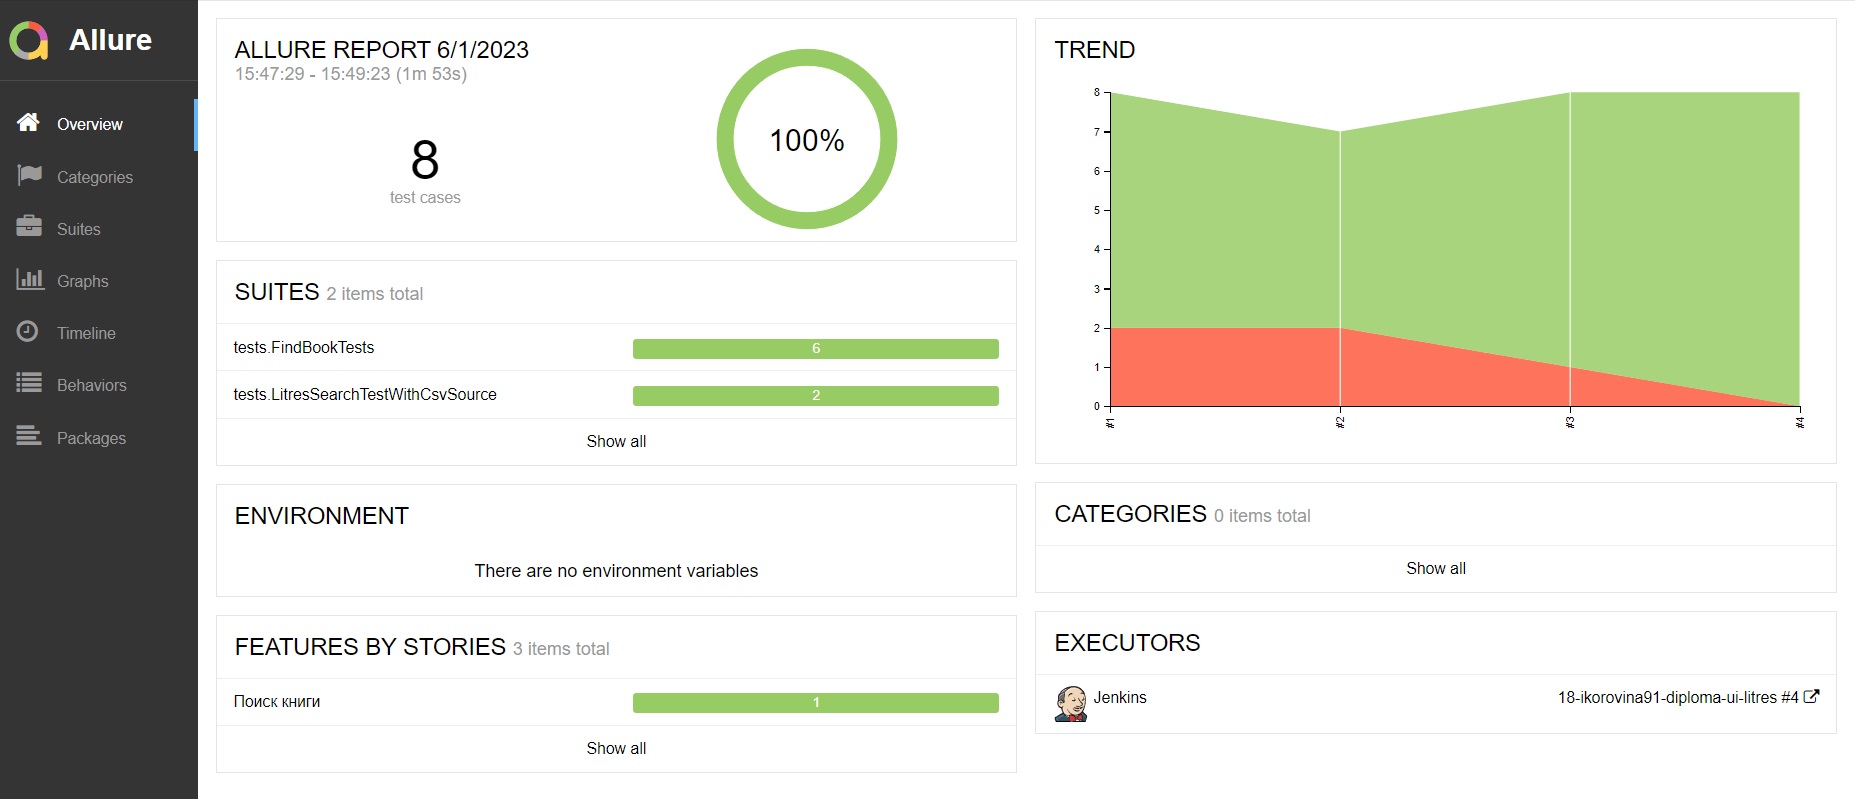 Allure
Overview
Categories
Suites
Graphs
Timeline
Behaviors
Packages
ALLURE REPORT 6/1/2023
15:47:29 - 15:49:23 (1m 53s)
8
test cases
100%
SUITES 2 items total
tests.FindBookTests 6
tests.LitresSearchTestWithCsvSource 2
Show all
ENVIRONMENT
There are no environment variables
FEATURES BY STORIES 3 items total
Поиск книги 1
Show all
TREND
8
7
6
5
4
3
2
1
0
#1 #2 #3 #4
CATEGORIES 0 items total
Show all
EXECUTORS
Jenkins 18-ikorovina91-diploma-ui-litres #4